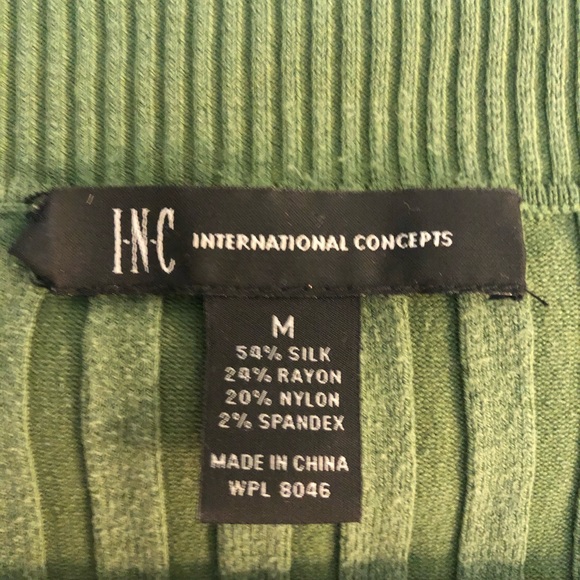 I·N·C INTERNATIONAL CONCEPTS
M
54% SILK
24% RAYON
20% NYLON
2% SPANDEX
MADE IN CHINA
WPL 8046